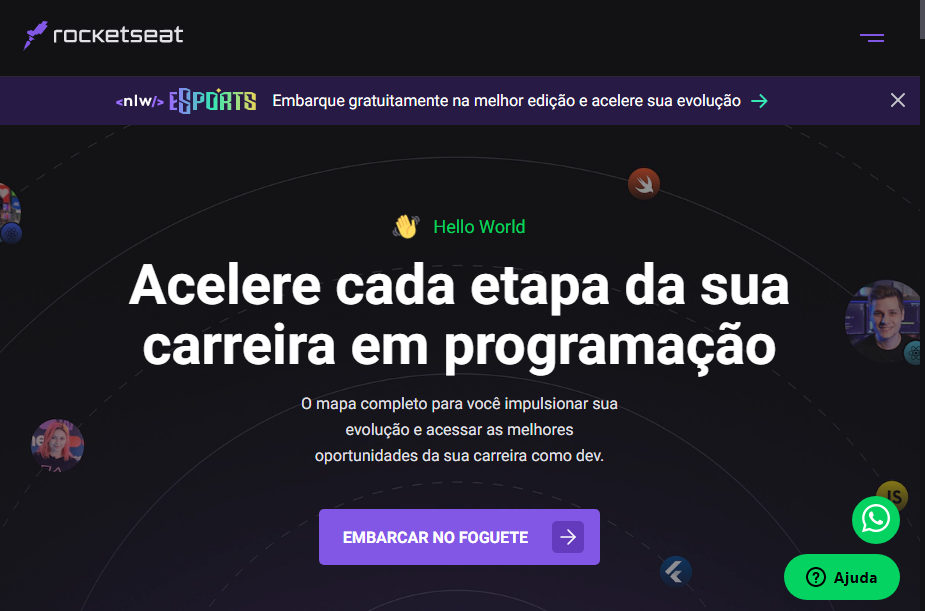 rocketseat
<nlw/> ESPORTS Embarque gratuitamente na melhor edição e acelere sua evolução
Hello World
Acelere cada etapa da sua
carreira em programação
O mapa completo para você impulsionar sua
evolução e acessar as melhores
oportunidades da sua carreira como dev.
JS
EMBARCAR NO FOGUETE
Ajuda